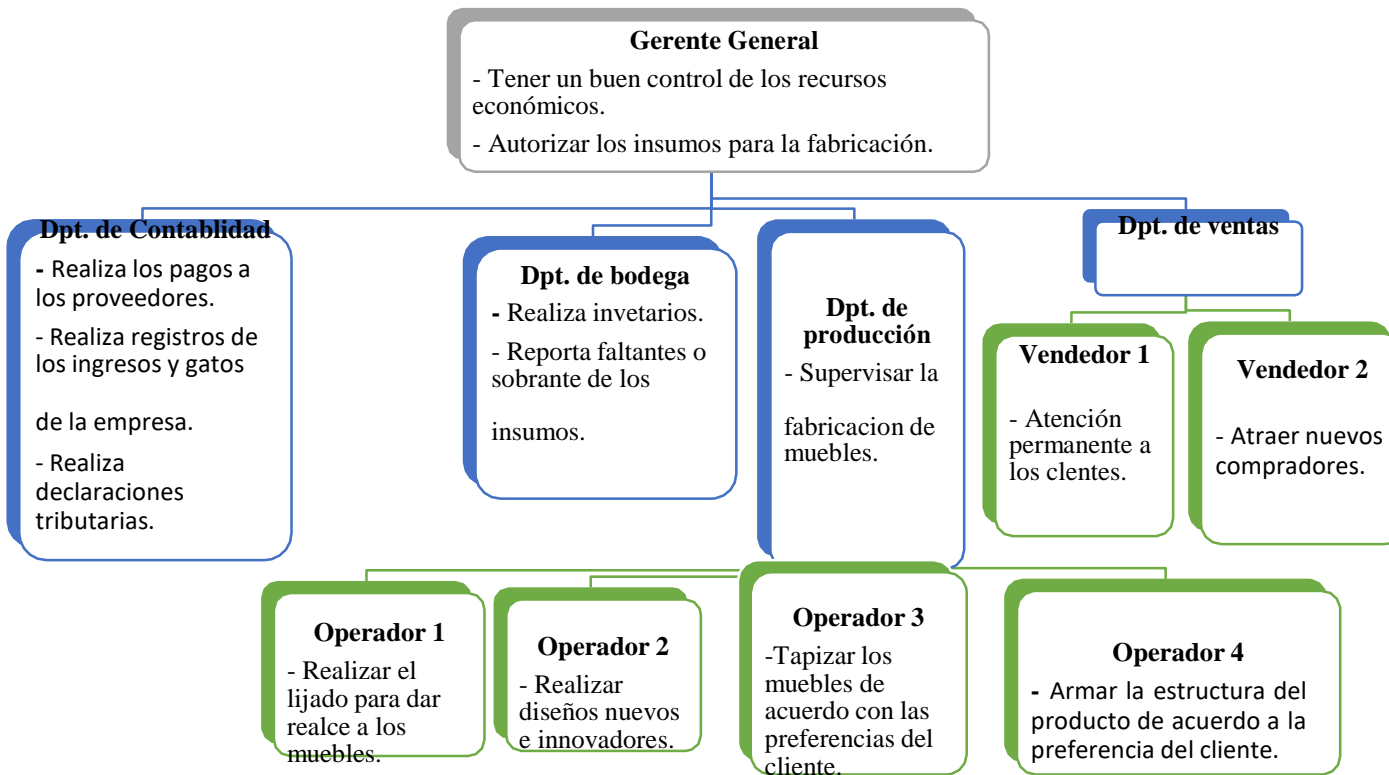 Gerente General
- Tener un buen control de los recursos
económicos.
- Autorizar los insumos para la fabricación.
Dpt. de Contablidad
- Realiza los pagos a
los proveedores.
- Realiza registros de
los ingresos y gatos
de la empresa.
- Realiza
declaraciones
tributarias.
Dpt. de bodega
- Realiza invetarios.
- Reporta faltantes o
sobrante de los
insumos.
Dpt. de
producción
- Supervisar la
fabricacion de
muebles.
Dpt. de ventas
Vendedor 1
- Atención
permanente a
los clentes.
Vendedor 2
- Atraer nuevos
compradores.
Operador 1
- Realizar el
lijado para dar
realce a los
muebles.
Operador 2
- Realizar
diseños nuevos
e innovadores.
Operador 3
-Tapizar los
muebles de
acuerdo con las
preferencias del
cliente.
Operador 4
- Armar la estructura del
producto de acuerdo a la
preferencia del cliente.